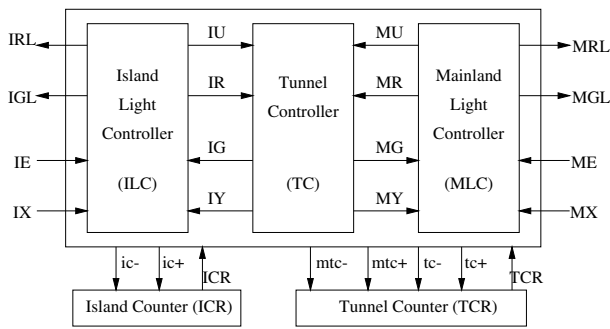 IRL
IU
MU
MRL
Island
Light
Controller
(ILC)
Tunnel
Controller
(TC)
Mainland
Light
Controller
(MLC)
IGL
IR
MR
MGL
IE
IG
MG
ME
IX
IY
MY
MX
ic-
ic+
ICR
mtc-
mtc+
tc-
tc+
TCR
Island Counter (ICR)
Tunnel Counter (TCR)